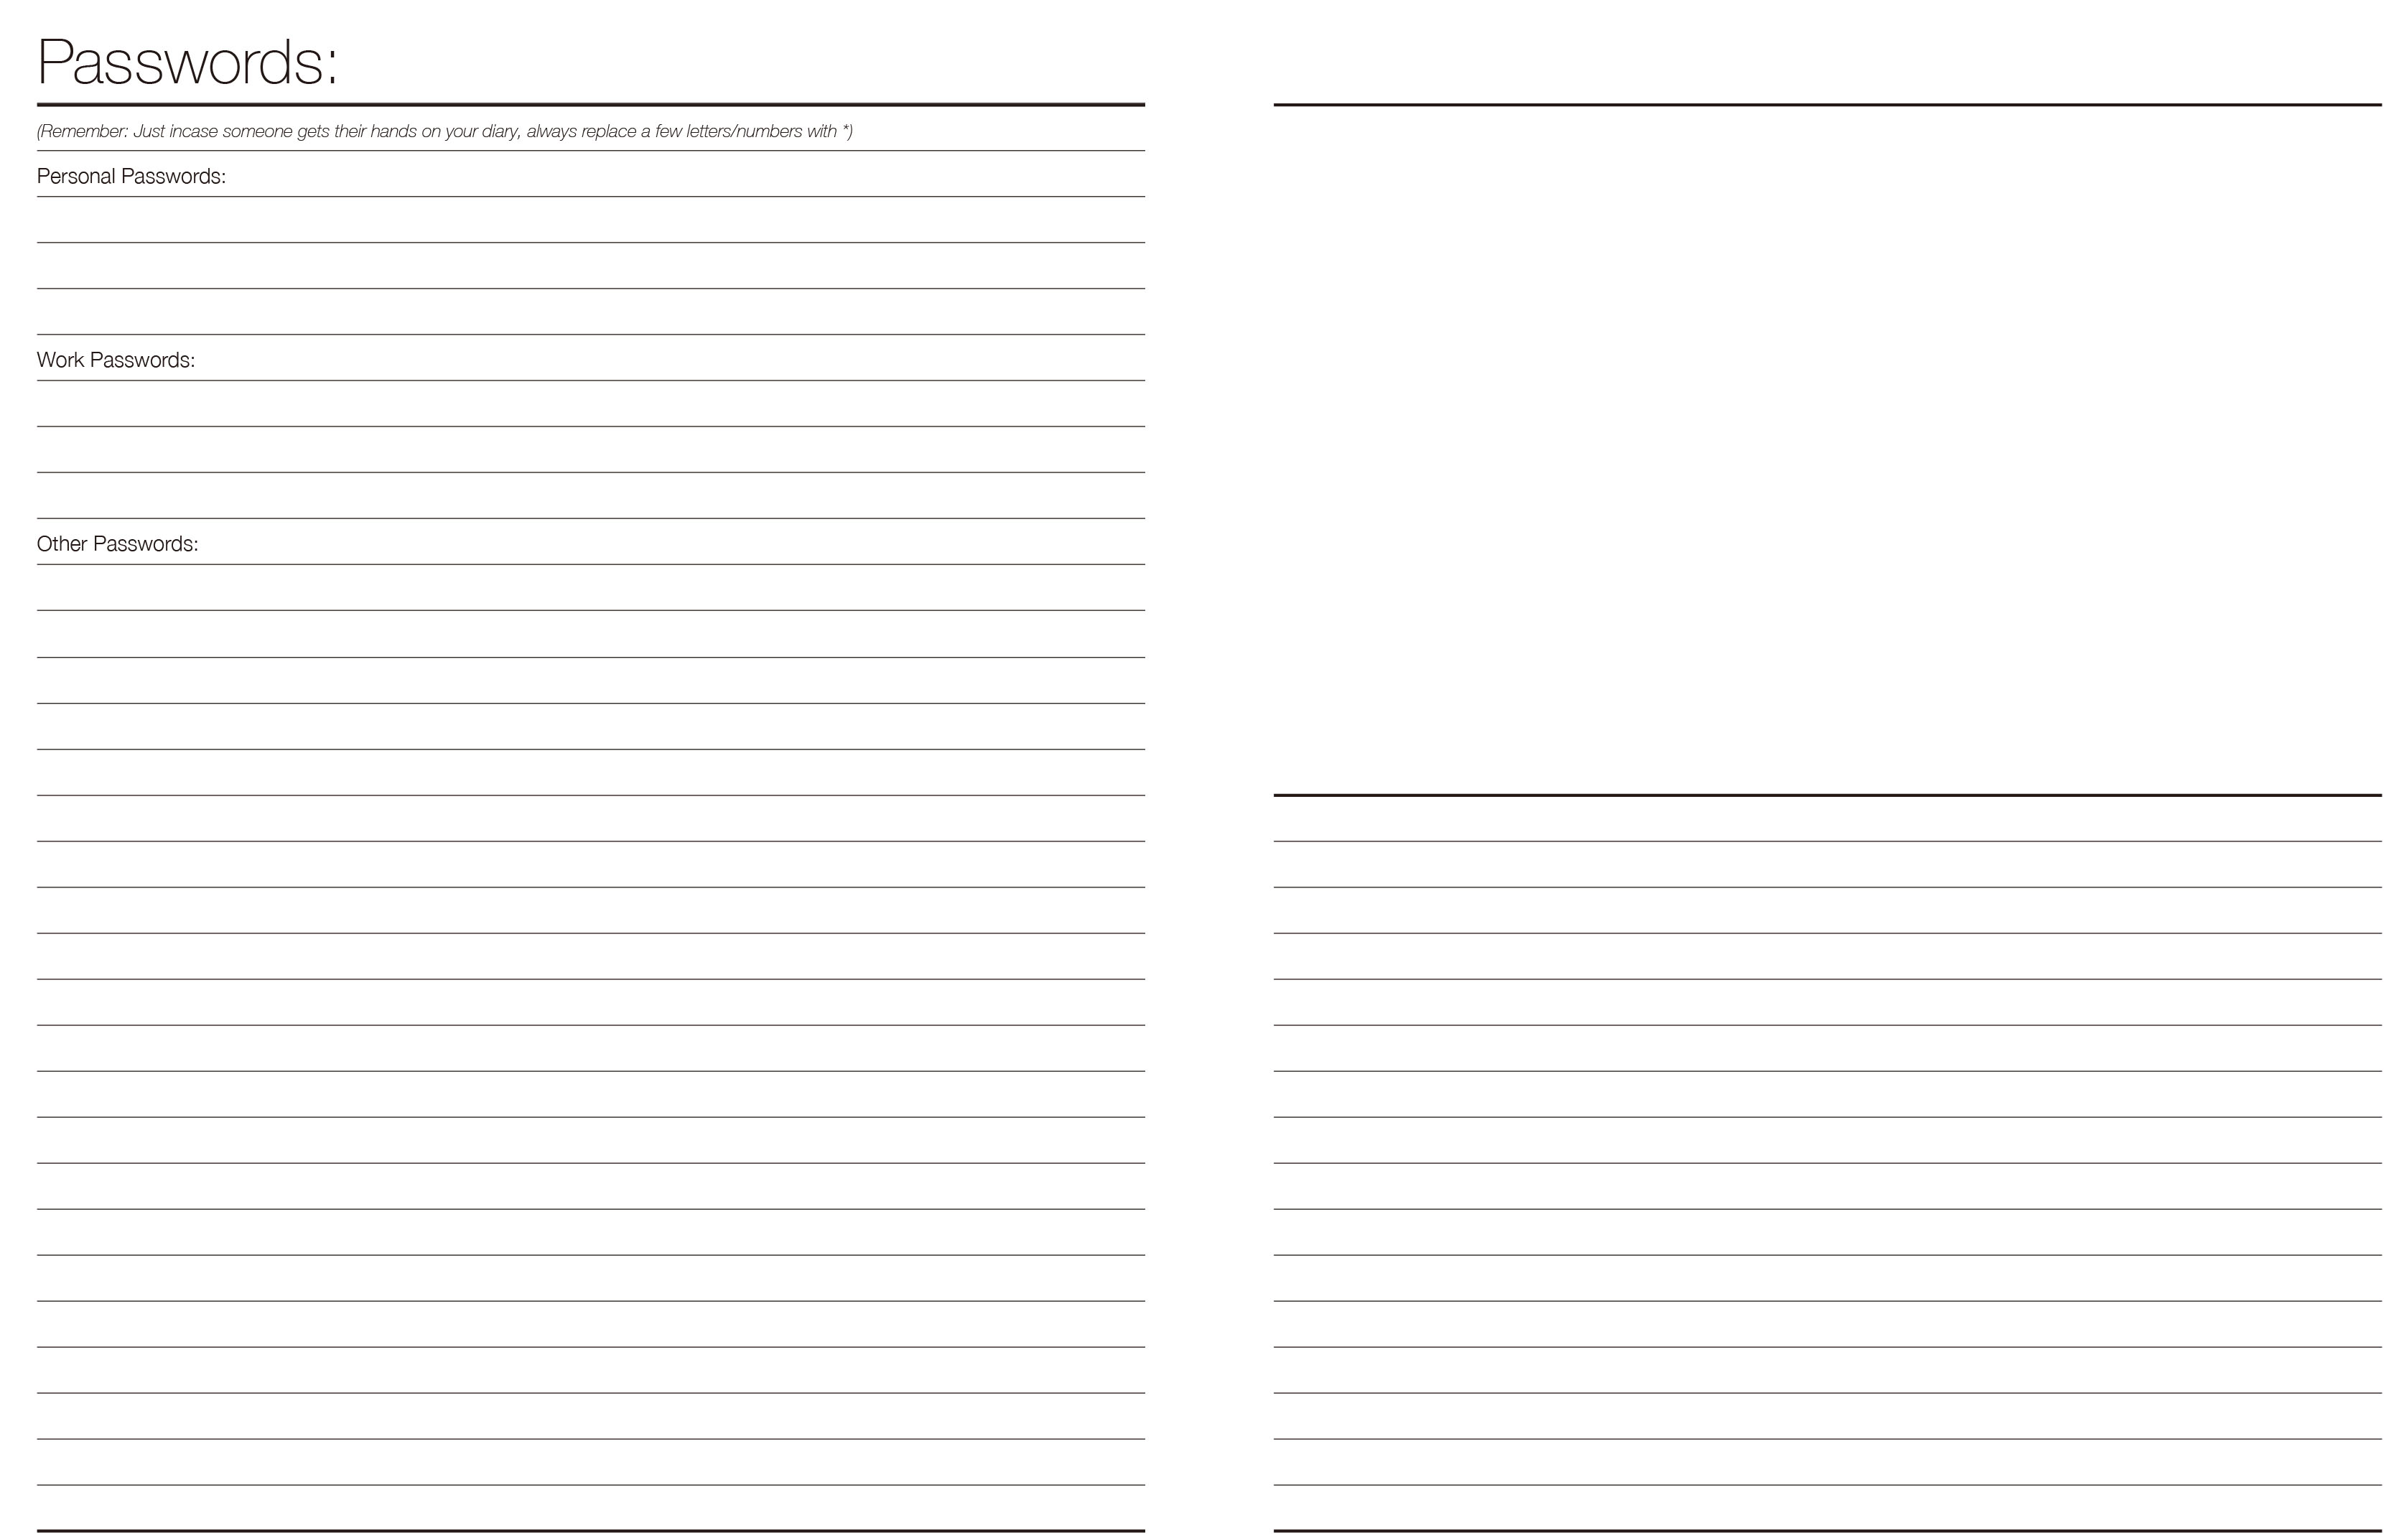 Passwords:
(Remember: Just incase someone gets their hands on your diary, always replace a few letters/numbers with *)
Personal Passwords:
Work Passwords:
Other Passwords: